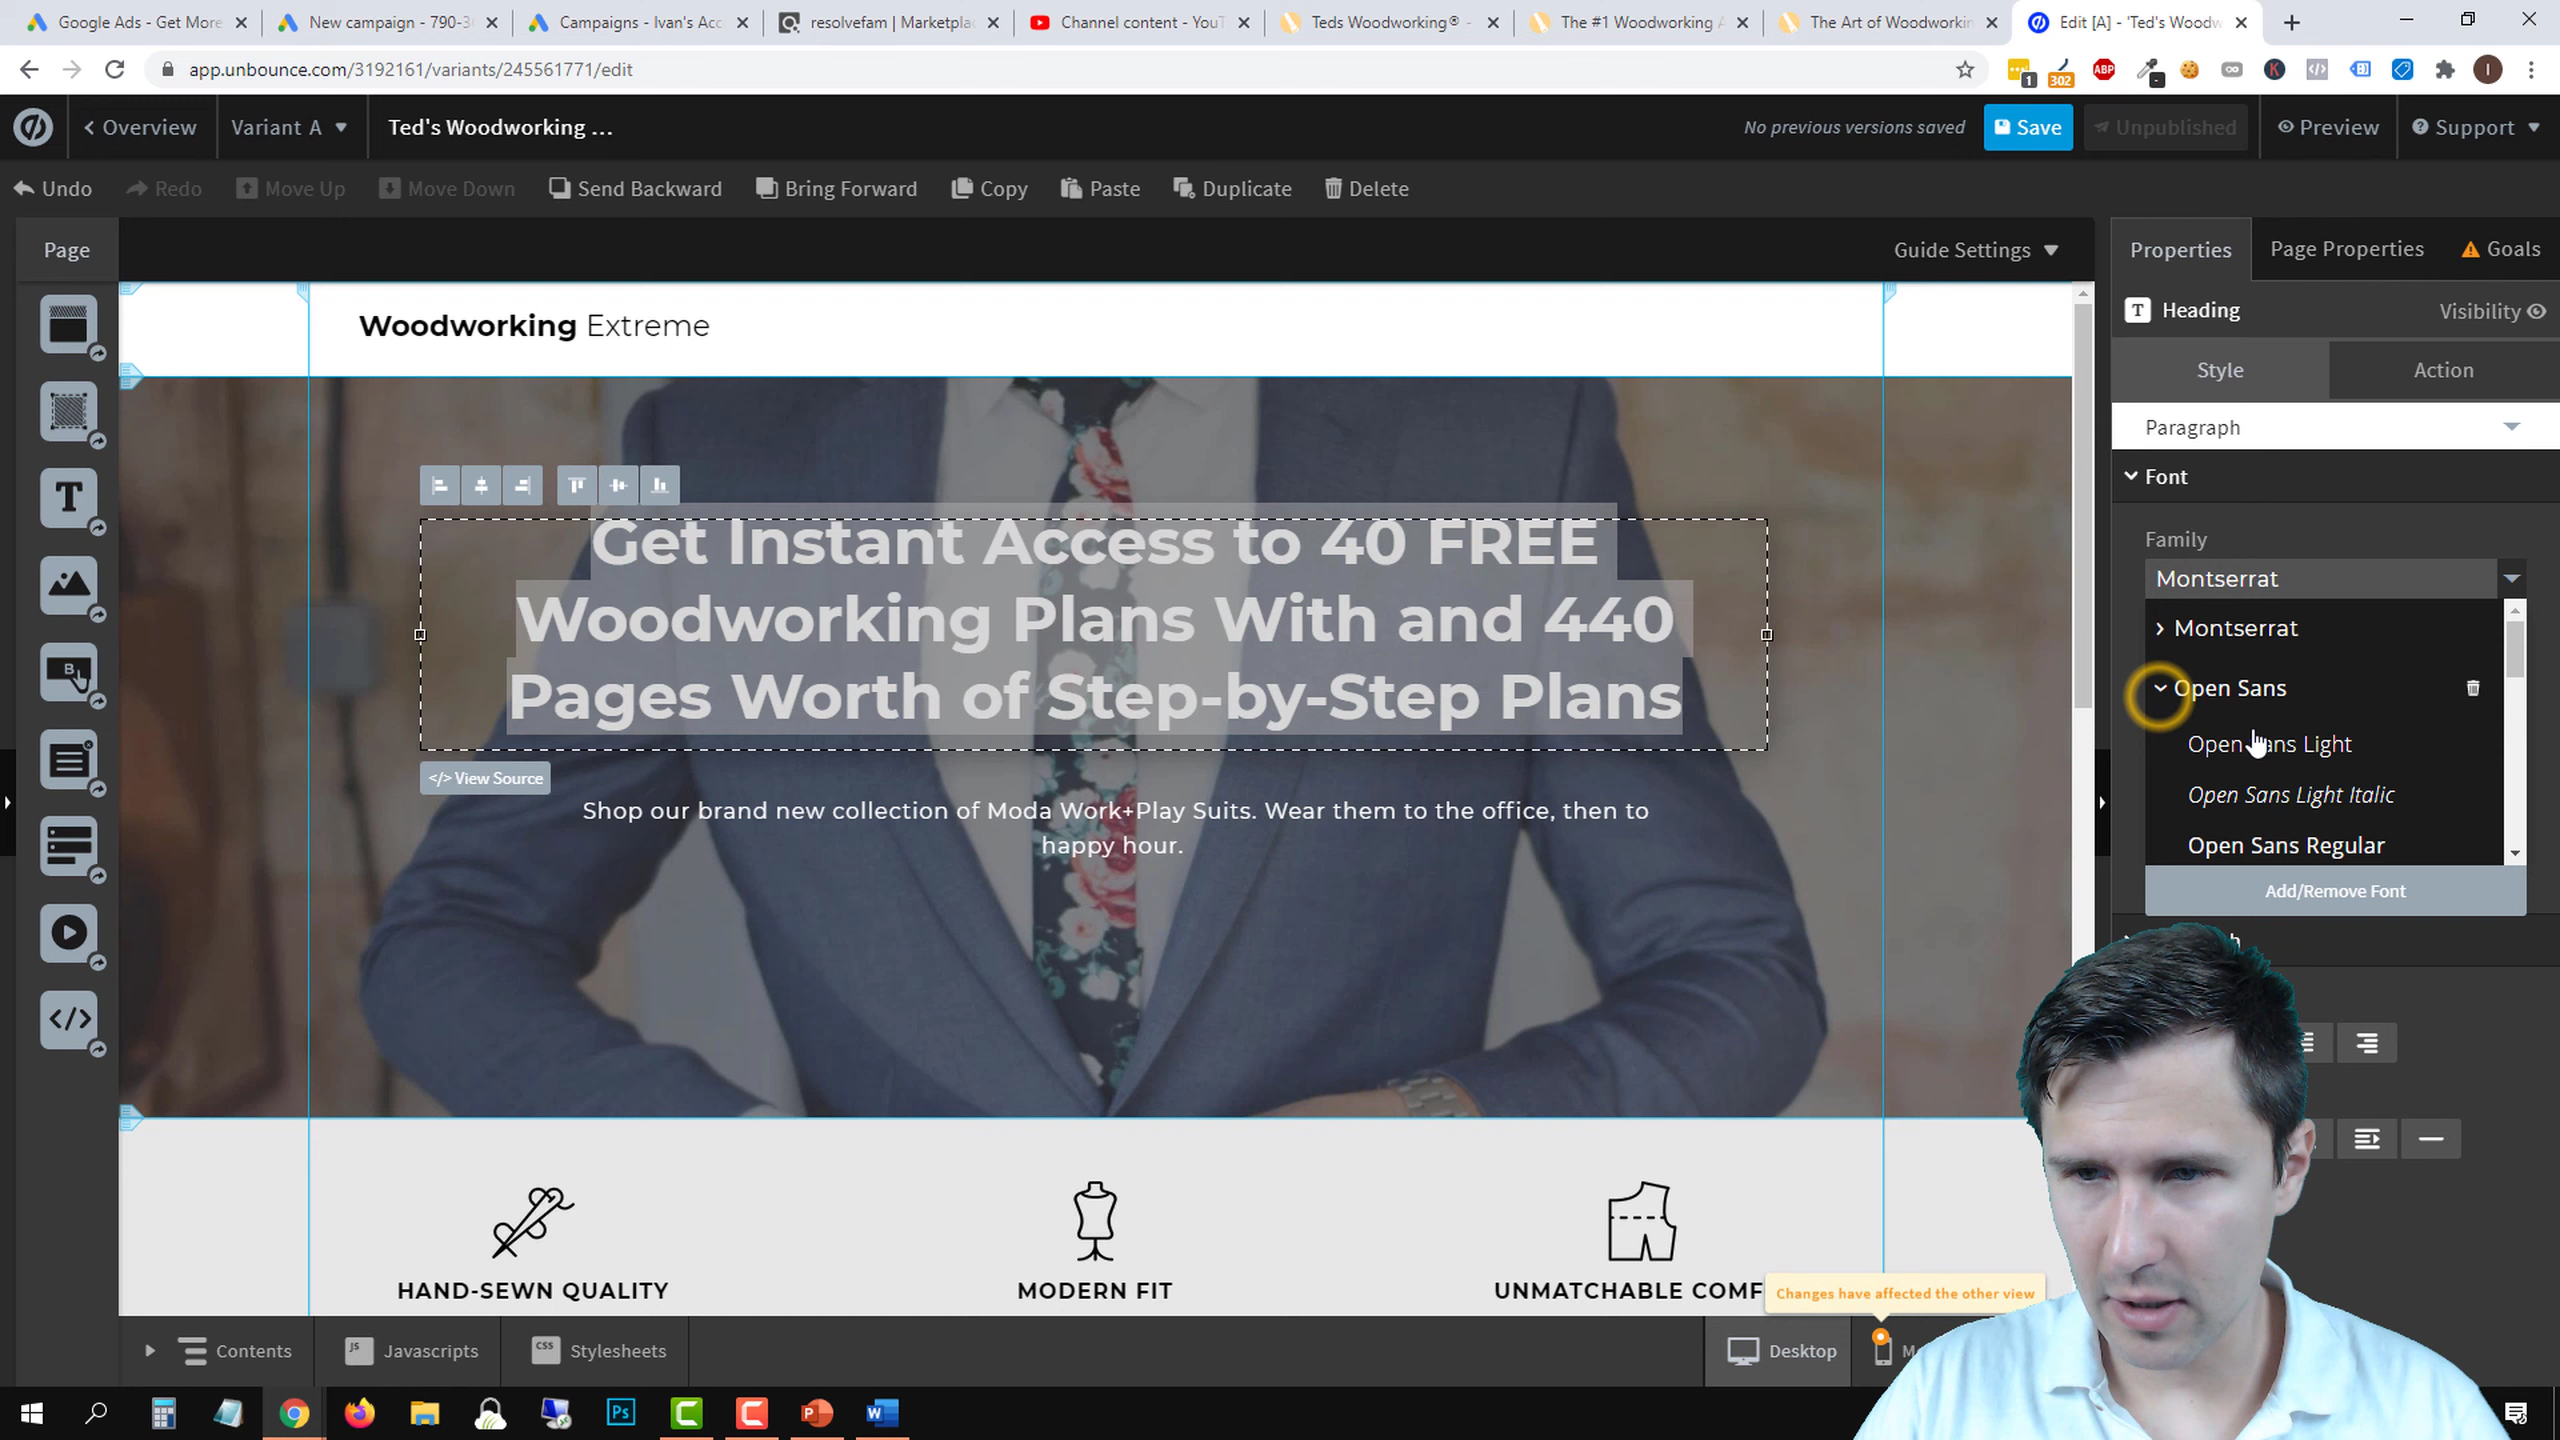 Google Ads - Get More
New campaign - 790-3
Campaigns - Ivan's Acc
resolvefam | Marketpla
Channel content - YouT
Teds Woodworking® -
The #1 Woodworking A
The Art of Woodworkin
Edit [A] - 'Ted's Woodw
app.unbounce.com/3192161/variants/245561771/edit
1
302
ABP
K
I
Overview
Variant A
Ted's Woodworking ...
No previous versions saved
Save
Unpublished
Preview
Support
Undo
Redo
Move Up
Move Down
Send Backward
Bring Forward
Copy
Paste
Duplicate
Delete
Page
Guide Settings
Properties
Page Properties
Goals
Woodworking Extreme
T Heading
Visibility
Style
Action
Paragraph
Font
Family
Montserrat
Montserrat
Open Sans
Open Sans Light
Open Sans Light Italic
Open Sans Regular
Add/Remove Font
Get Instant Access to 40 FREE
Woodworking Plans With and 440
Pages Worth of Step-by-Step Plans
</> View Source
Shop our brand new collection of Moda Work+Play Suits. Wear them to the office, then to
happy hour.
HAND-SEWN QUALITY
MODERN FIT
UNMATCHABLE COMF
Changes have affected the other view
Contents
JS Javascripts
CSS Stylesheets
Desktop
Ps